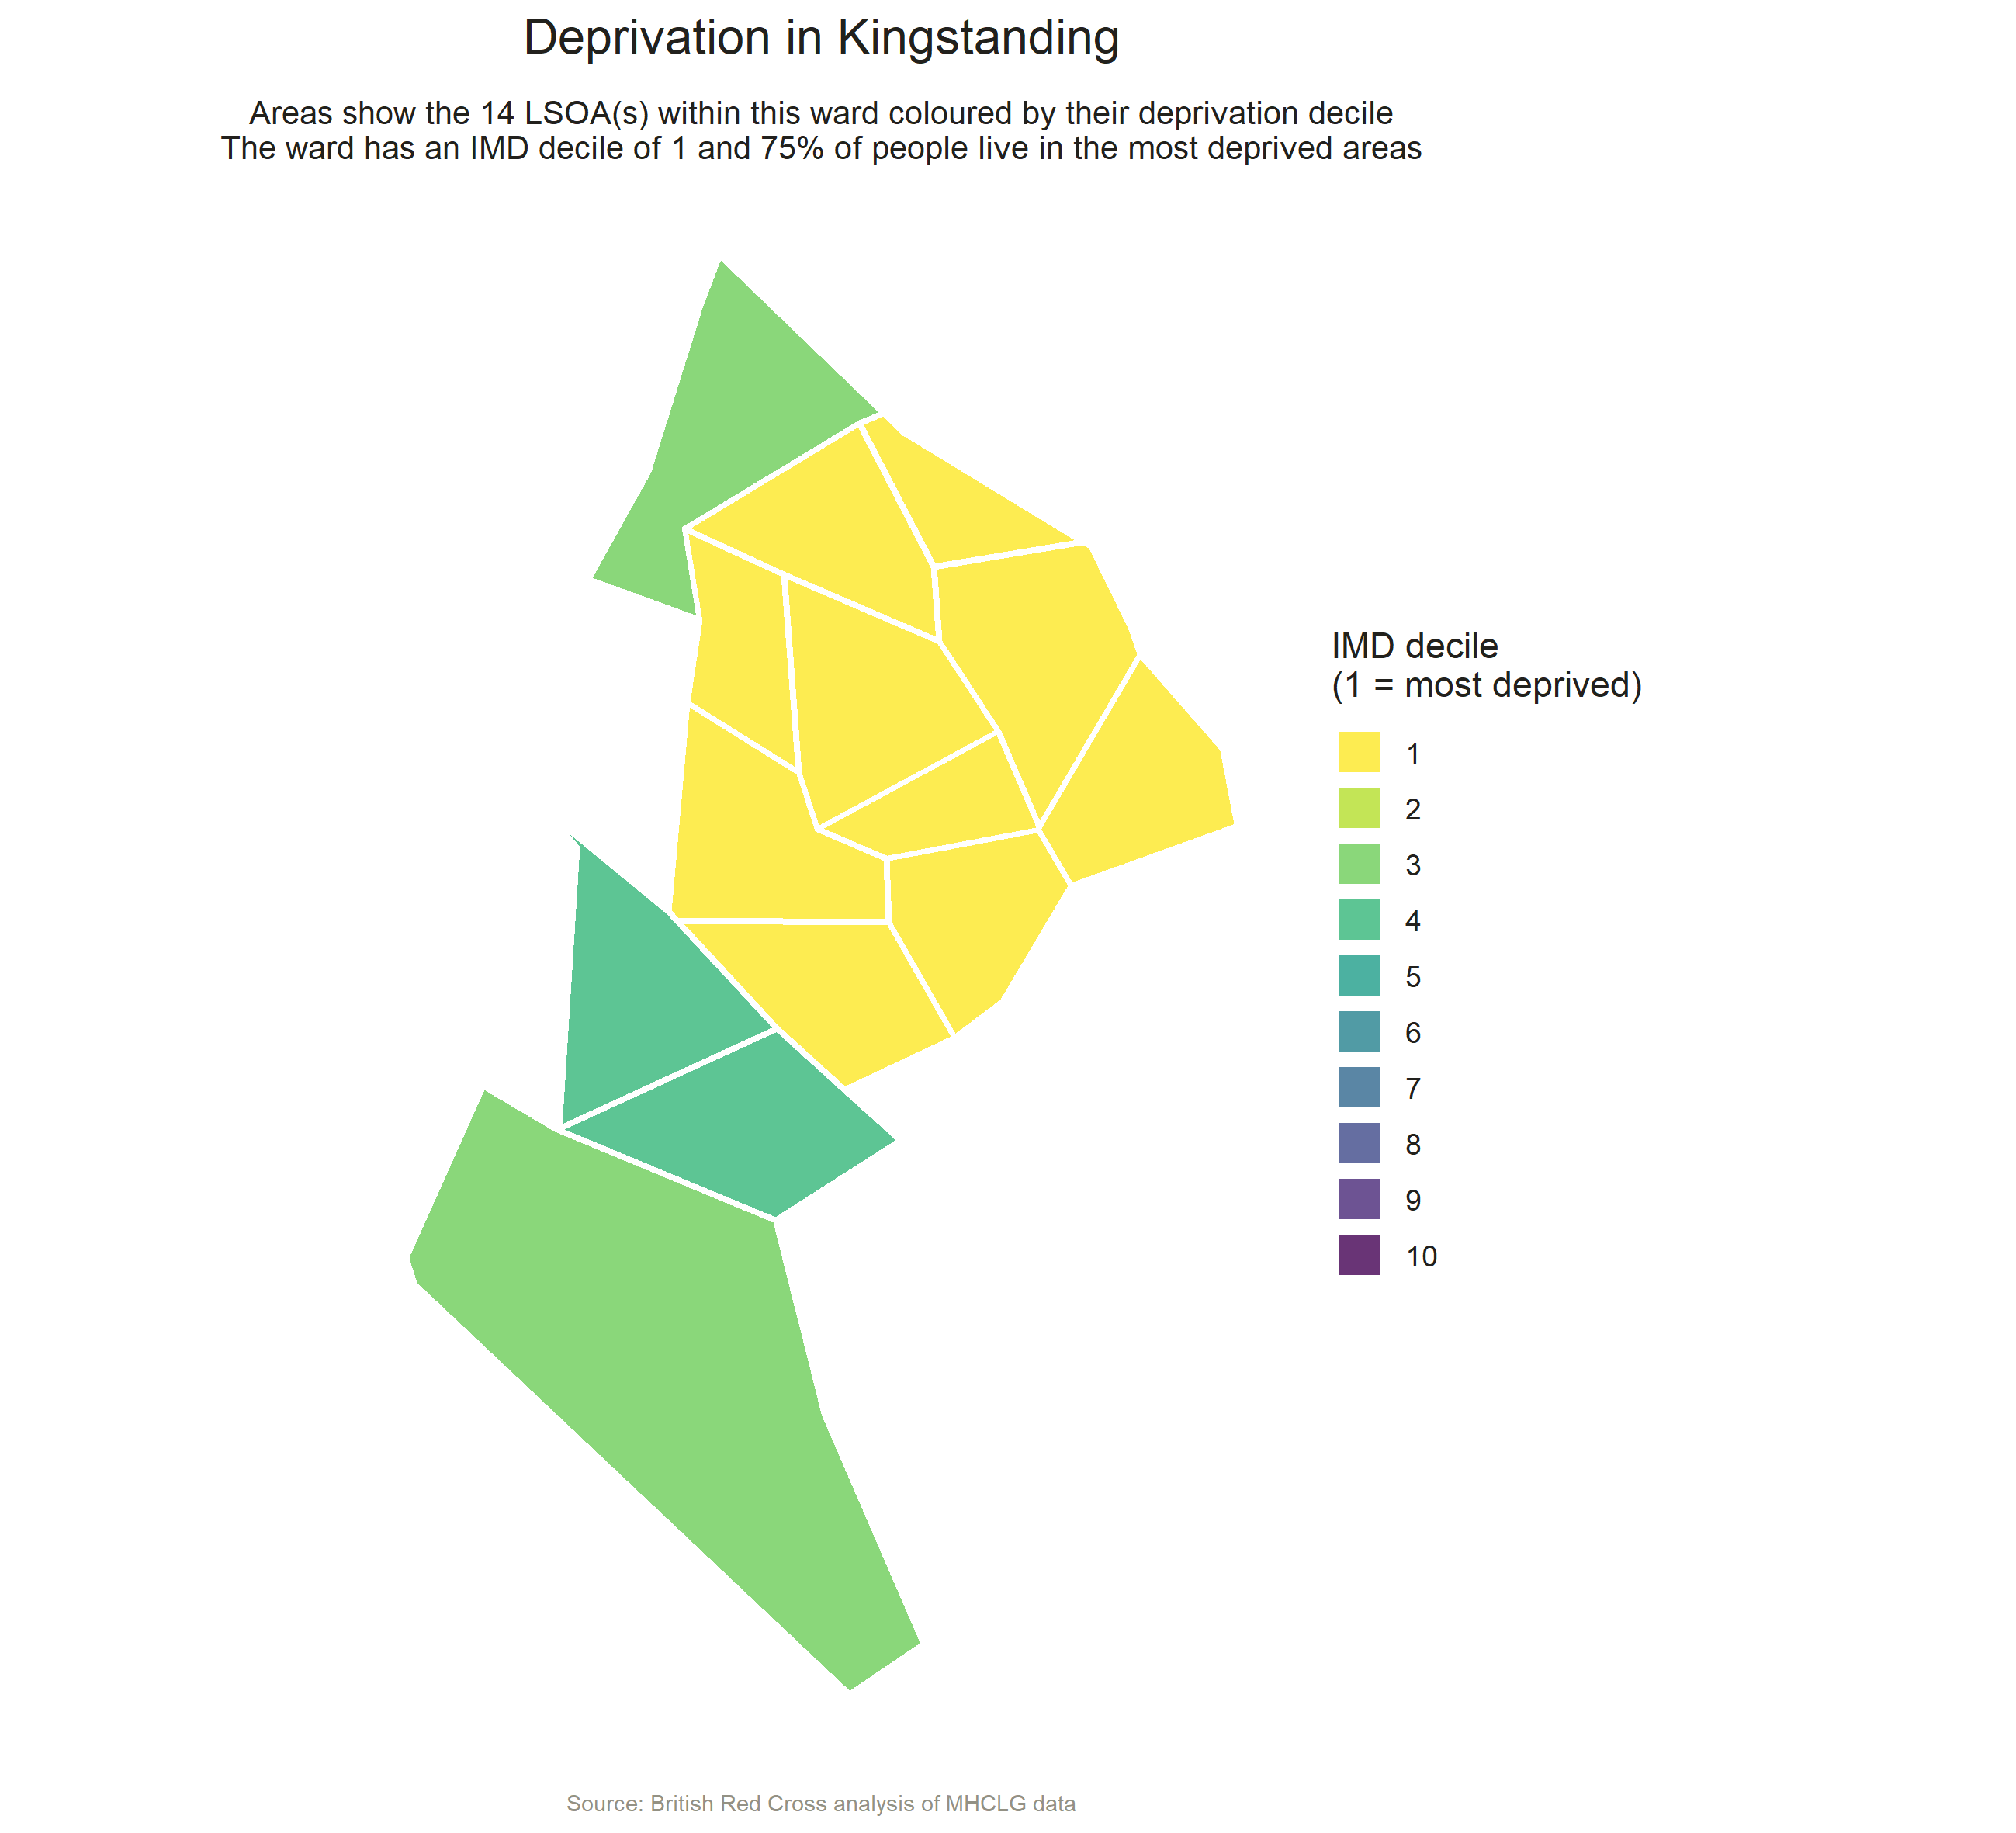 Deprivation in Kingstanding
Areas show the 14 LSOA(s) within this ward coloured by their deprivation decile
The ward has an IMD decile of 1 and 75% of people live in the most deprived areas
IMD decile
(1 = most deprived)
1
2
3
4
5
6
7
8
9
10
Source: British Red Cross analysis of MHCLG data